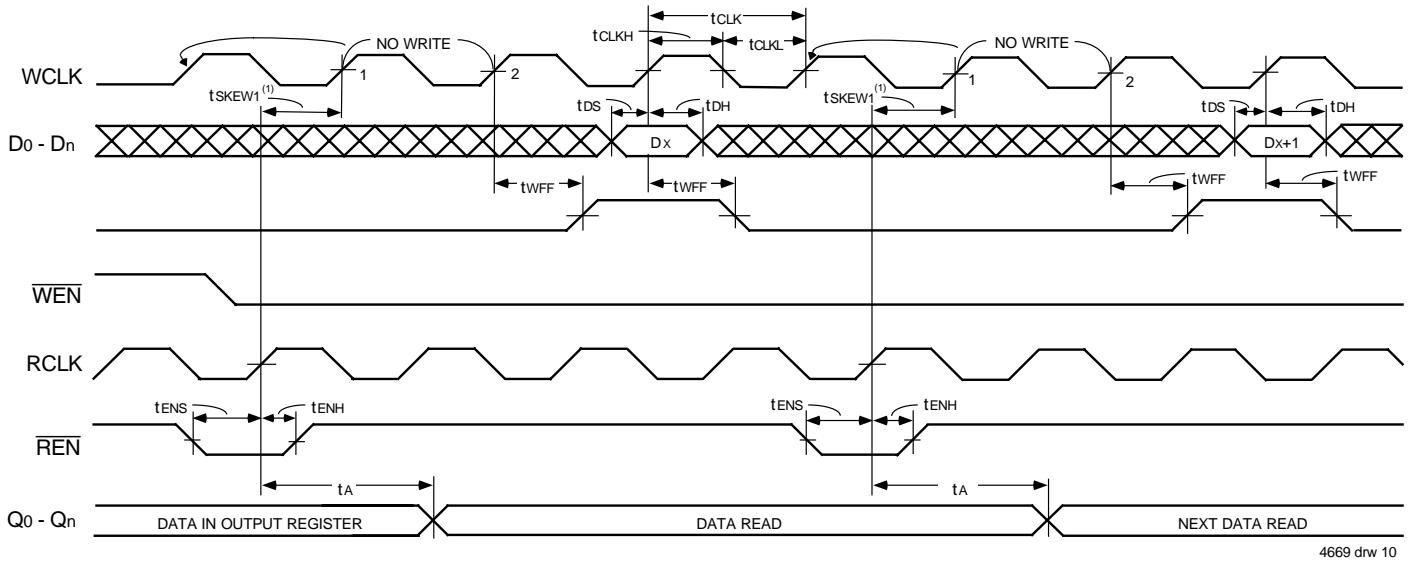 tCLK
tCLKH
tCLKL
NO WRITE
NO WRITE
WCLK
1
2
1
2
tSKEW1(1)
tDS
tDH
tSKEW1(1)
tDS
tDH
D0 - Dn
DX
DX+1
tWFF
tWFF
tWFF
tWFF
WEN
RCLK
tENS
tENH
tENS
tENH
REN
tA
tA
Q0 - Qn
DATA IN OUTPUT REGISTER
DATA READ
NEXT DATA READ
4669 drw 10